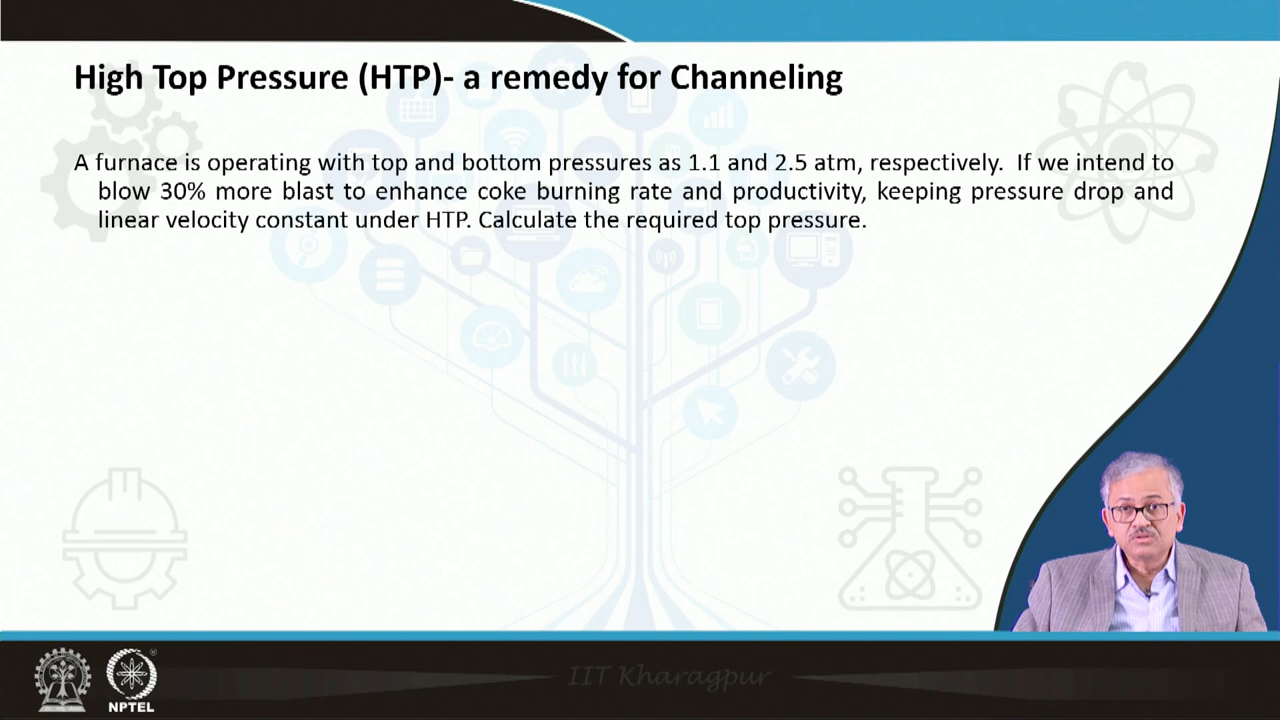 High Top Pressure (HTP)- a remedy for Channeling
A furnace is operating with top and bottom pressures as 1.1 and 2.5 atm, respectively. If we intend to
blow 30% more blast to enhance coke burning rate and productivity, keeping pressure drop and
linear velocity constant under HTP. Calculate the required top pressure.
IIT Kharagpur
NPTEL